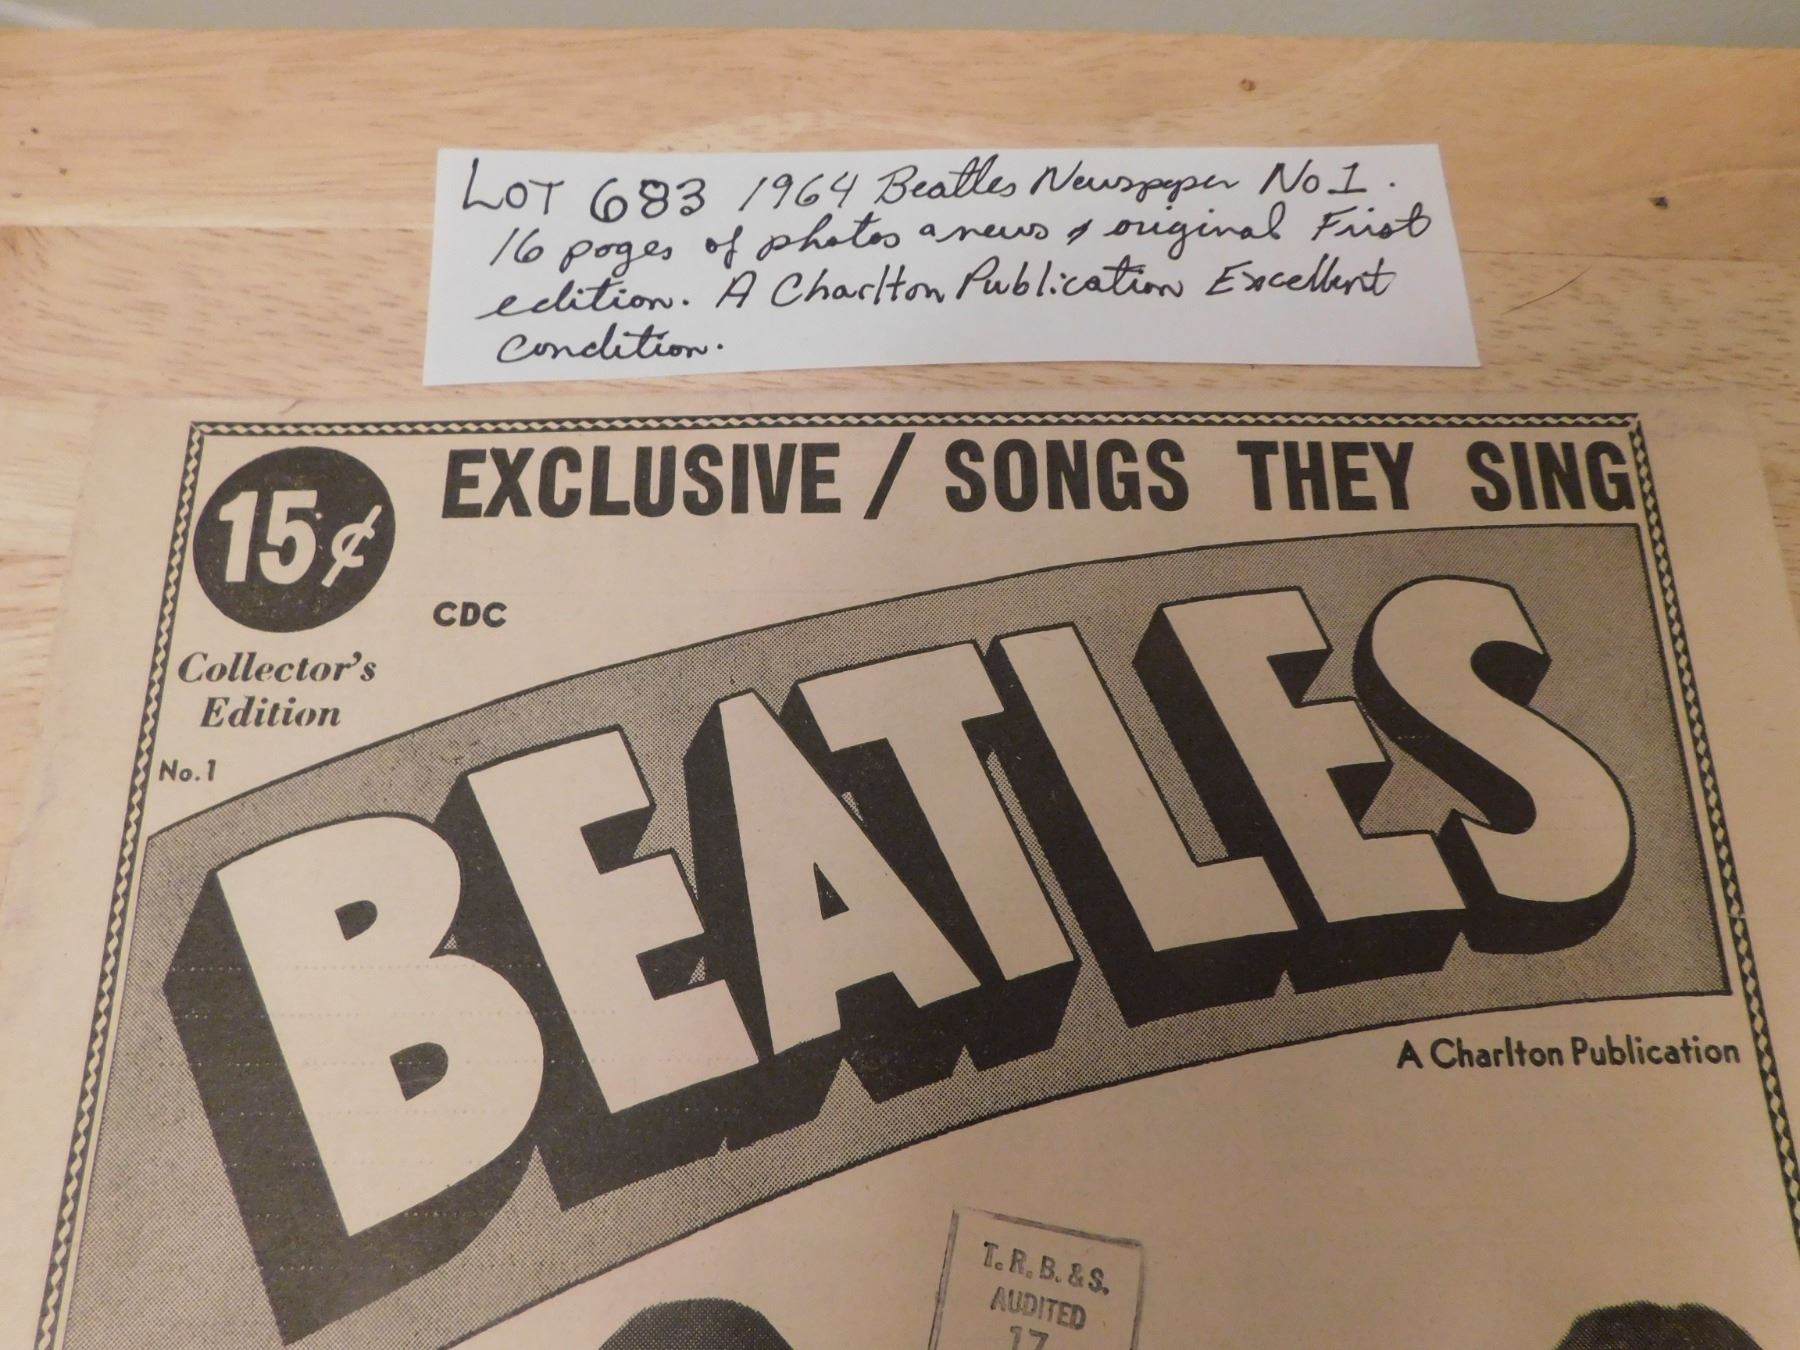 LOT 683 1964 Beatles Newspaper No 1.
16 pages of photos & news & original First
edition. A Charlton Publication Excellent
condition.
15¢
EXCLUSIVE / SONGS THEY SING
CDC
Collector's
Edition
No. 1
BEATLES
A Charlton Publication
T. R. B. & S.
AUDITED
17